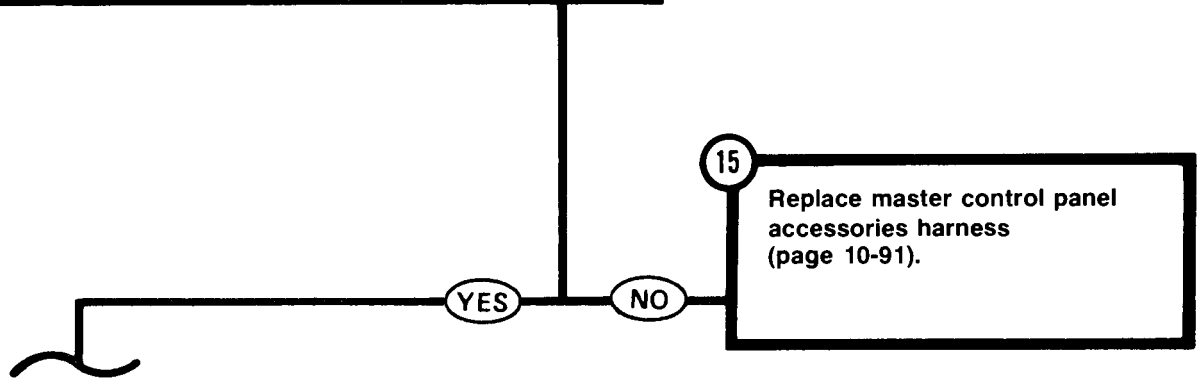 15
Replace master control panel
accessories harness
(page 10-91).
YES
NO